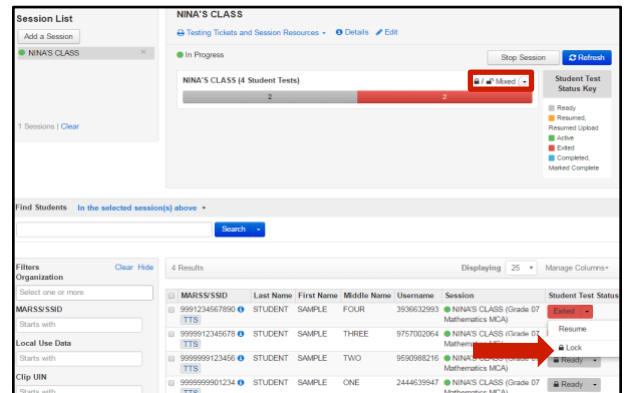 Session List
Add a Session
NINA'S CLASS ×
1 Sessions | Clear
NINA'S CLASS
Testing Tickets and Session Resources Details Edit
In Progress
Stop Session Refresh
NINA'S CLASS (4 Student Tests) / Mixed
2 2
Student Test Status Key
Ready
Resumed,
Resumed Upload
Active
Exited
Completed,
Marked Complete
Find Students In the selected session(s) above
Search
Filters Clear Hide
Organization
Select one or more
MARSS/SSID
Starts with
Local Use Data
Starts with
Clip UIN
Starts with
4 Results Displaying 25 Manage Columns
MARSS/SSID Last Name First Name Middle Name Username Session Student Test Status
9991234567890 STUDENT SAMPLE FOUR 3936632993 NINA'S CLASS (Grade 07 Mathematics MCA) Exited
TTS
Resume
Lock
9999912345678 STUDENT SAMPLE THREE 9757002064 NINA'S CLASS (Grade 07 Mathematics MCA)
TTS
9999999123456 STUDENT SAMPLE TWO 9590988216 NINA'S CLASS (Grade 07 Mathematics MCA) Ready
TTS
9999999901234 STUDENT SAMPLE ONE 2444639947 NINA'S CLASS (Grade 07 Mathematics MCA) Ready
TTS